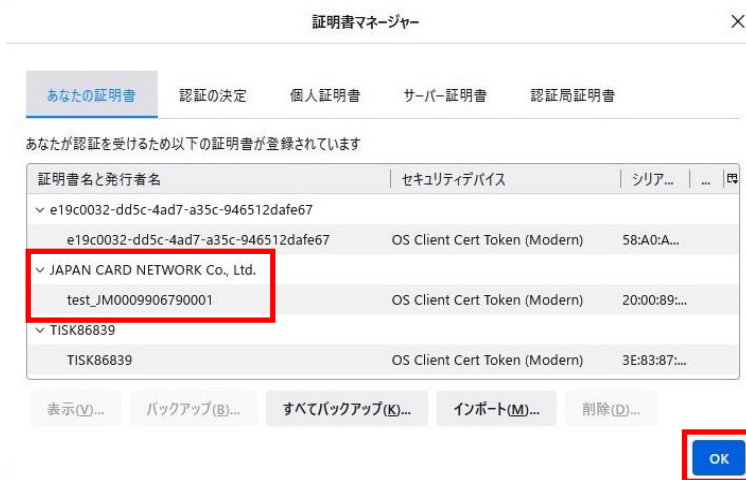 証明書マネージャー
あなたの証明書 認証の決定 個人証明書 サーバー証明書 認証局証明書
あなたが認証を受けるため以下の証明書が登録されています
証明書名と発行者名 セキュリティデバイス シリア... ...
e19c0032-dd5c-4ad7-a35c-946512dafe67
e19c0032-dd5c-4ad7-a35c-946512dafe67 OS Client Cert Token (Modern) 58:A0:A...
JAPAN CARD NETWORK Co., Ltd.
test_JM0009906790001 OS Client Cert Token (Modern) 20:00:89:...
TISK86839
TISK86839 OS Client Cert Token (Modern) 3E:83:87:...
表示(V)... バックアップ(B)... すべてバックアップ(K)... インポート(M)... 削除(D)...
OK